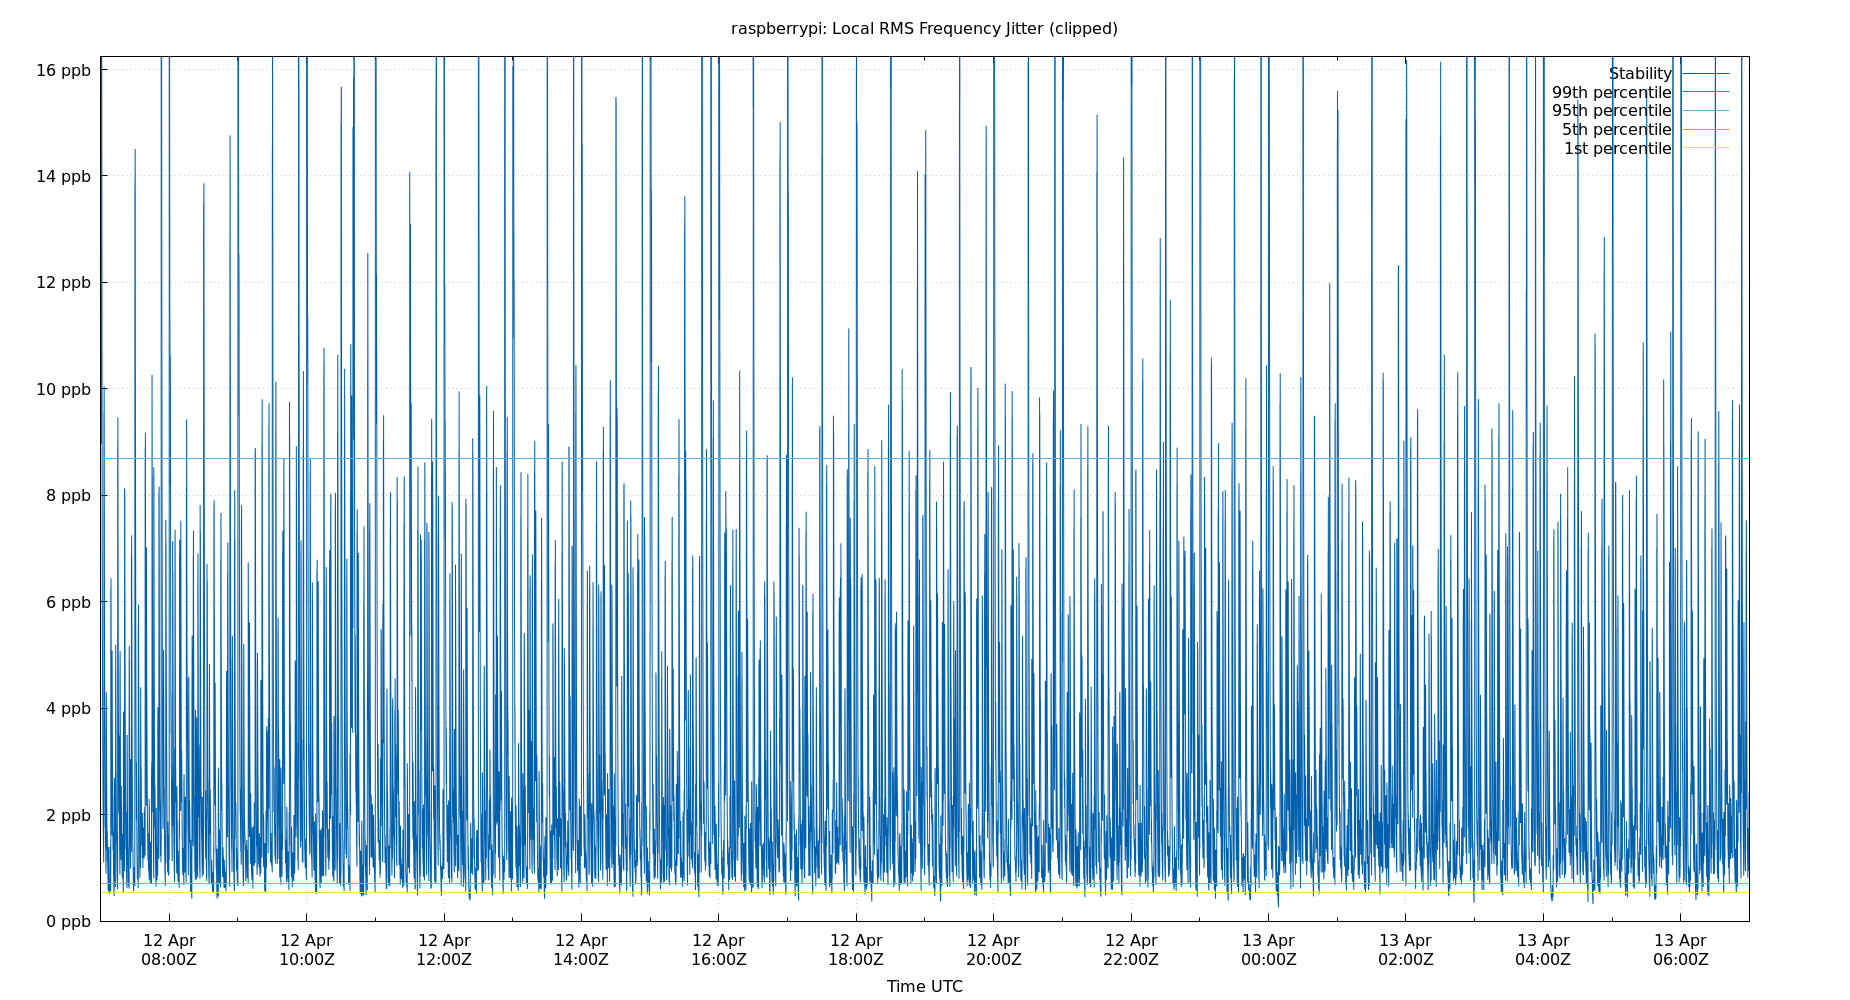 raspberrypi: Local RMS Frequency Jitter (clipped)
16 ppb
14 ppb
12 ppb
10 ppb
8 ppb
6 ppb
4 ppb
2 ppb
0 ppb
Stability
99th percentile
95th percentile
5th percentile
1st percentile
12 Apr 08:00Z
12 Apr 10:00Z
12 Apr 12:00Z
12 Apr 14:00Z
12 Apr 16:00Z
12 Apr 18:00Z
12 Apr 20:00Z
12 Apr 22:00Z
13 Apr 00:00Z
13 Apr 02:00Z
13 Apr 04:00Z
13 Apr 06:00Z
Time UTC